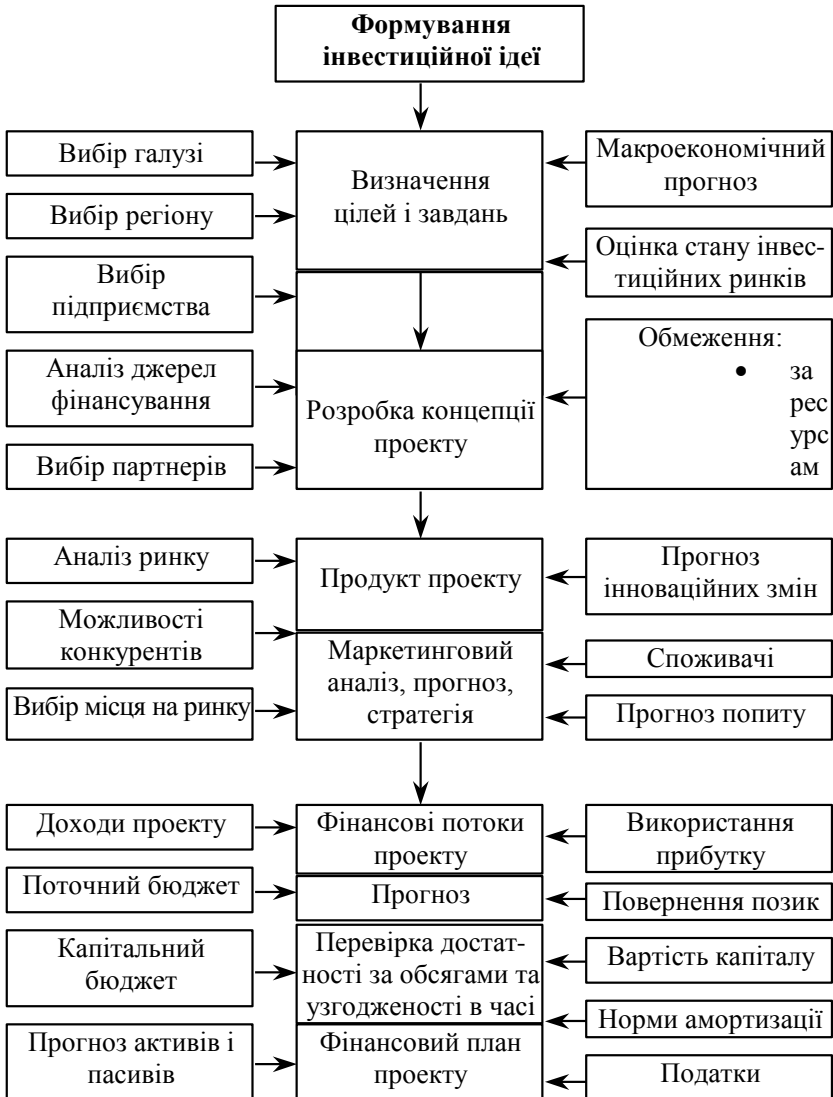 Формування
інвестиційної ідеї
Вибір галузі
Визначення
цілей і завдань
Макроекономічний
прогноз
Вибір регіону
Оцінка стану інвес-
тиційних ринків
Вибір
підприємства
Обмеження:
• за
рес
урс
ам
Аналіз джерел
фінансування
Розробка концепції
проекту
Вибір партнерів
Аналіз ринку
Продукт проекту
Прогноз
інноваційних змін
Можливості
конкурентів
Маркетинговий
аналіз, прогноз,
стратегія
Споживачі
Вибір місця на ринку
Прогноз попиту
Доходи проекту
Фінансові потоки
проекту
Використання
прибутку
Поточний бюджет
Прогноз
Повернення позик
Капітальний
бюджет
Перевірка достат-
ності за обсягами та
узгодженості в часі
Вартість капіталу
Норми амортизації
Прогноз активів і
пасивів
Фінансовий план
проекту
Податки